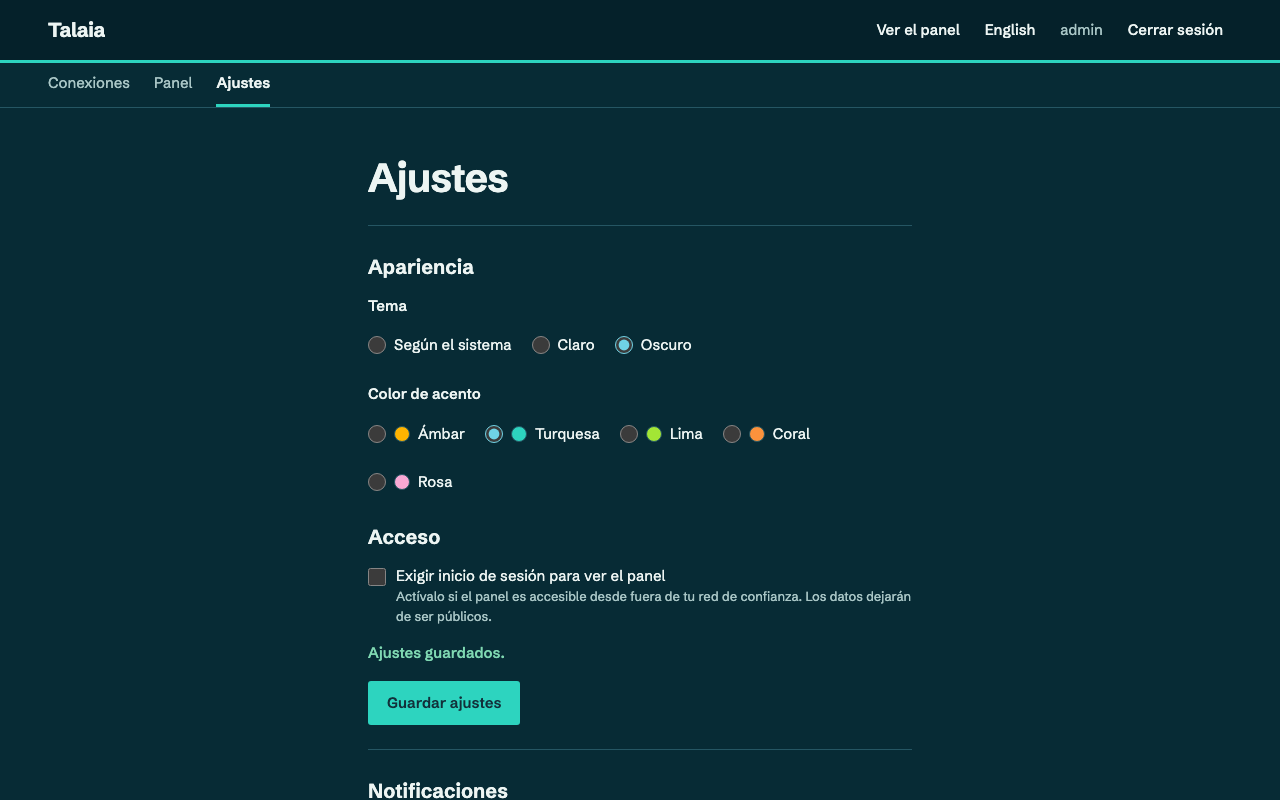 Talaia
Ver el panel English admin Cerrar sesión
Conexiones Panel Ajustes
Ajustes
Apariencia
Tema
Según el sistema Claro Oscuro
Color de acento
Ámbar Turquesa Lima Coral
Rosa
Acceso
Exigir inicio de sesión para ver el panel
Actívalo si el panel es accesible desde fuera de tu red de confianza. Los datos dejarán
de ser públicos.
Ajustes guardados.
Guardar ajustes
Notificaciones